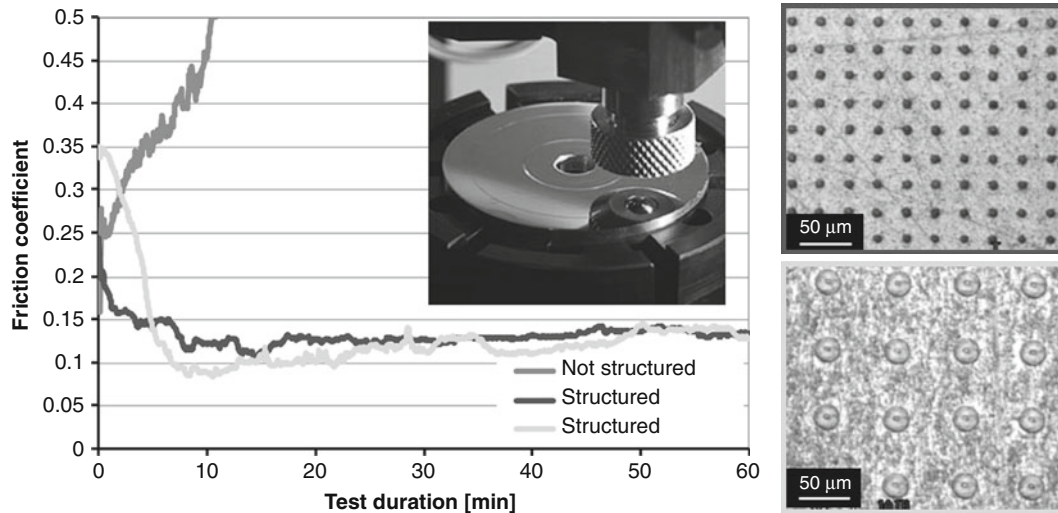 0.5
0.45
0.4
0.35
0.3
0.25
0.2
0.15
0.1
0.05
0
Friction coefficient
0 10 20 30 40 50 60
Test duration [min]
Not structured
Structured
Structured
50 µm
50 µm